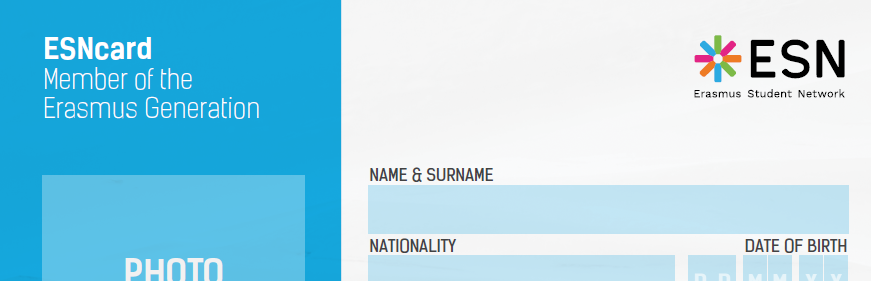 ESNcard
Member of the
Erasmus Generation
ESN
Erasmus Student Network
NAME & SURNAME
NATIONALITY
DATE OF BIRTH
PHOTO
D D M M Y Y